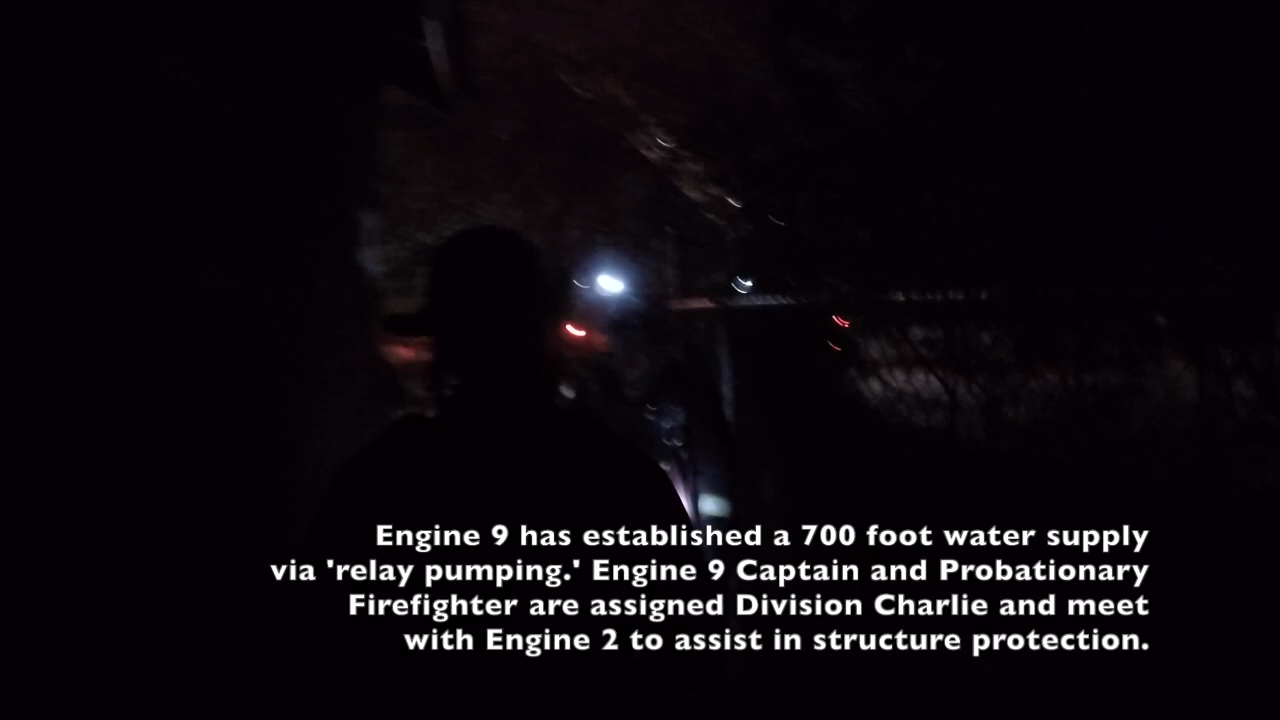 Engine 9 has established a 700 foot water supply
via 'relay pumping.' Engine 9 Captain and Probationary
Firefighter are assigned Division Charlie and meet
with Engine 2 to assist in structure protection.